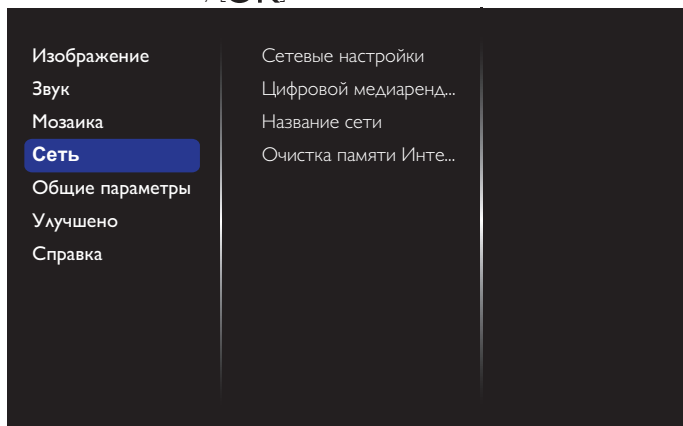 Изображение
Звук
Мозаика
Сеть
Общие параметры
Улучшено
Справка
Сетевые настройки
Цифровой медиаренд...
Название сети
Очистка памяти Инте...